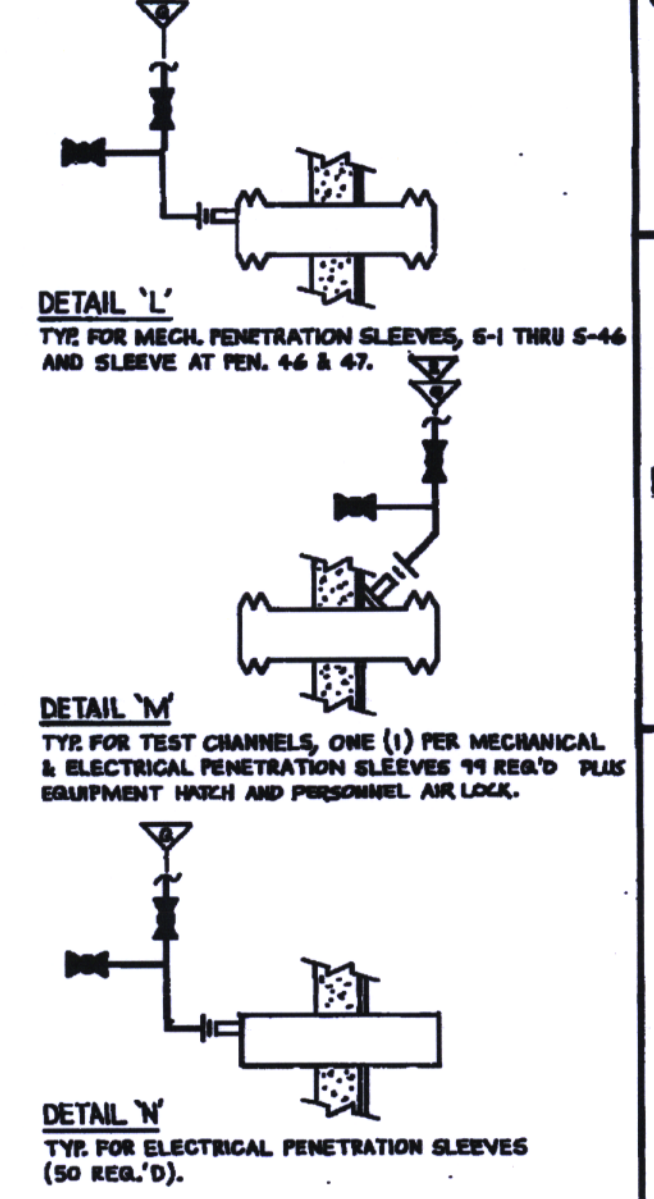 DETAIL 'L'
TYP. FOR MECH. PENETRATION SLEEVES, S-1 THRU S-46
AND SLEEVE AT PEN. 46 & 47.
DETAIL 'M'
TYP. FOR TEST CHANNELS, ONE (1) PER MECHANICAL
& ELECTRICAL PENETRATION SLEEVES 99 REQ'D PLUS
EQUIPMENT HATCH AND PERSONNEL AIR LOCK.
DETAIL 'N'
TYP. FOR ELECTRICAL PENETRATION SLEEVES
(50 REQ.'D).